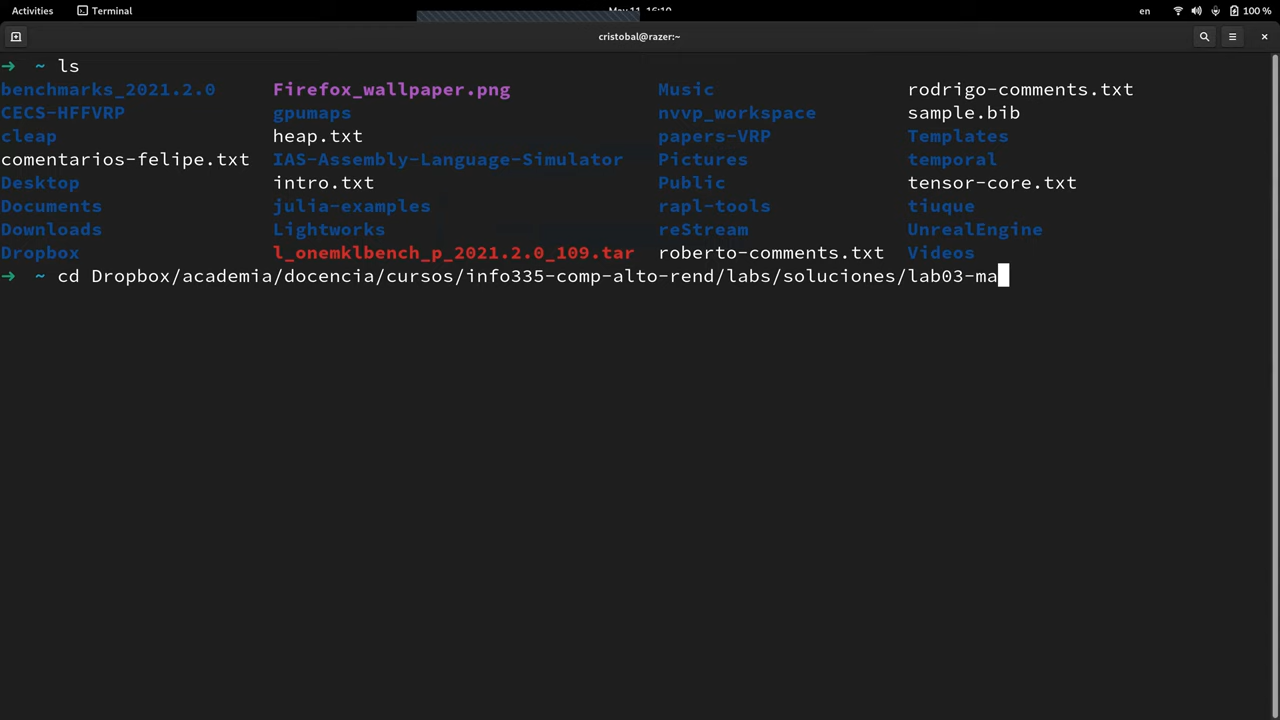 Activities Terminal en 100 %
cristobal@razer:~
→ ~ ls
benchmarks_2021.2.0 Firefox_wallpaper.png Music rodrigo-comments.txt
CECS-HFFVRP gpumaps nvvp_workspace sample.bib
cleap heap.txt papers-VRP Templates
comentarios-felipe.txt IAS-Assembly-Language-Simulator Pictures temporal
Desktop intro.txt Public tensor-core.txt
Documents julia-examples rapl-tools tiuque
Downloads Lightworks reStream UnrealEngine
Dropbox l_onemklbench_p_2021.2.0_109.tar roberto-comments.txt Videos
→ ~ cd Dropbox/academia/docencia/cursos/info335-comp-alto-rend/labs/soluciones/lab03-ma